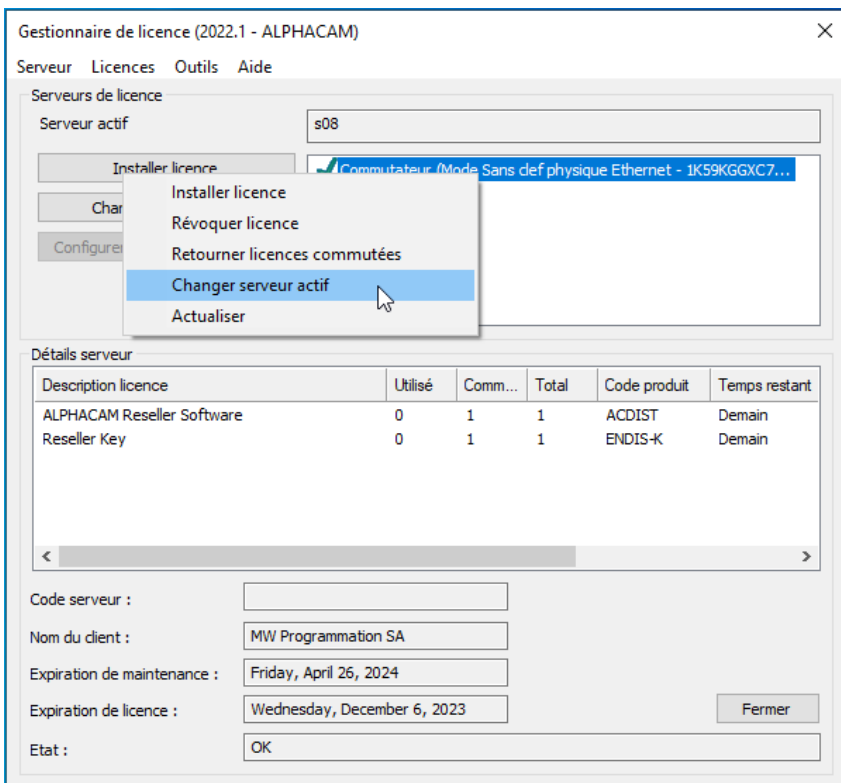 Gestionnaire de licence (2022.1 - ALPHACAM)
Serveur Licences Outils Aide
Serveurs de licence
Serveur actif s08
Installer licence
Commutateur (Mode Sans clef physique Ethernet - 1K59KGGXC7...
Char
Configurer
Installer licence
Révoquer licence
Retourner licences commutées
Changer serveur actif
Actualiser
Détails serveur
Description licence Utilisé Comm... Total Code produit Temps restant
ALPHACAM Reseller Software 0 1 1 ACDIST Demain
Reseller Key 0 1 1 ENDIS-K Demain
Code serveur :
Nom du client : MW Programmation SA
Expiration de maintenance : Friday, April 26, 2024
Expiration de licence : Wednesday, December 6, 2023
Fermer
Etat : OK